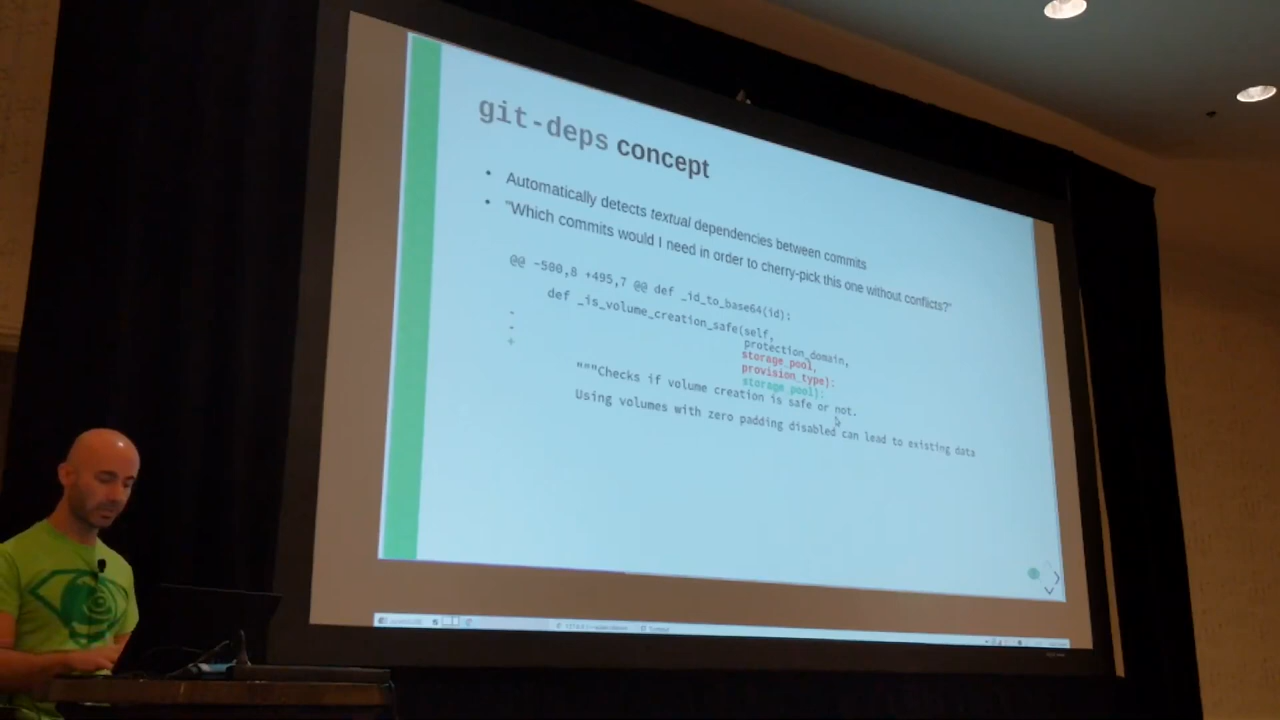 git-deps concept
• Automatically detects textual dependencies between commits
• "Which commits would I need in order to cherry-pick this one without conflicts?"
@@ -500,8 +495,7 @@ def _id_to_base64(id):
def _is_volume_creation_safe(self,
protection_domain,
- storage_pool,
- provision_type):
+ storage_pool):
"""Checks if volume creation is safe or not.
Using volumes with zero padding disabled can lead to existing data